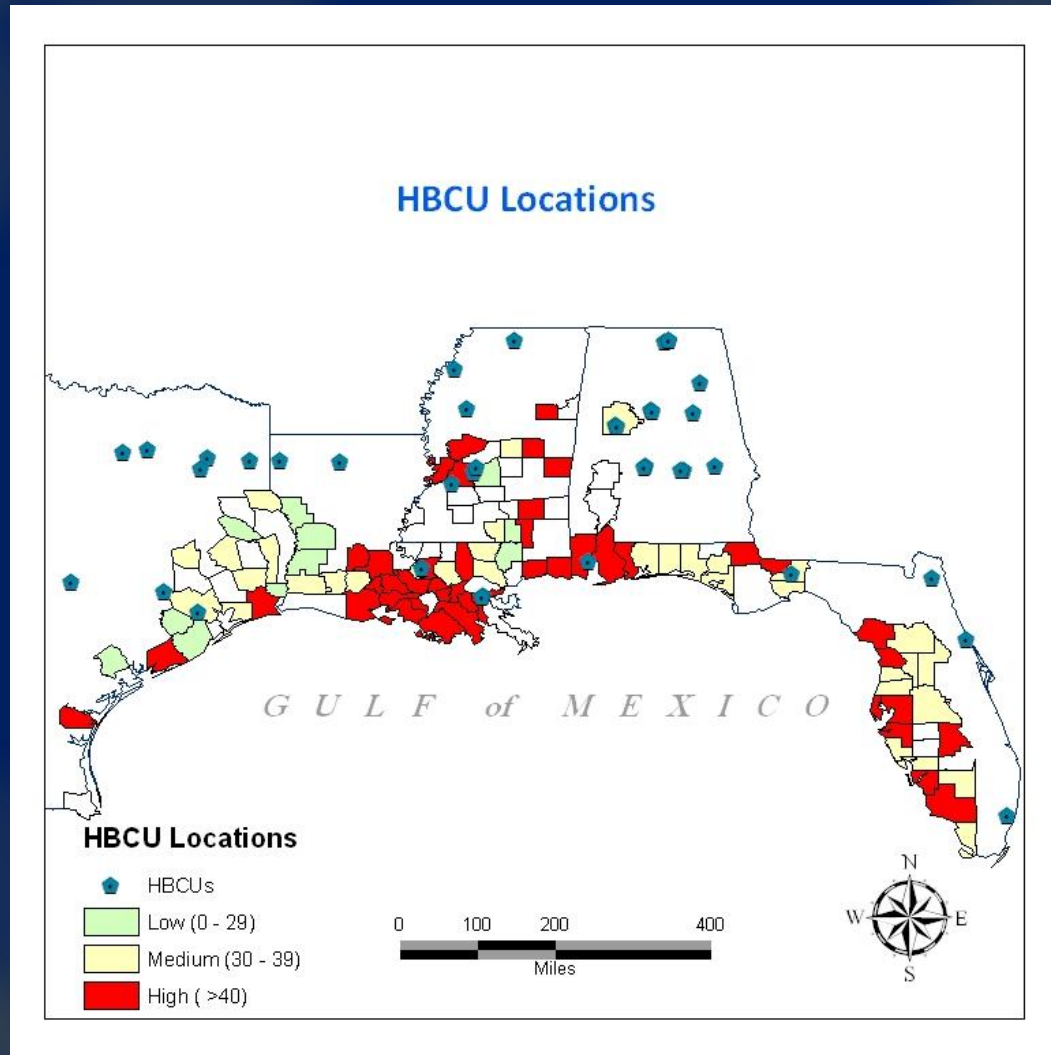 HBCU Locations
GULF of MEXICO
HBCU Locations
HBCUs
Low (0 - 29)
Medium (30 - 39)
High ( >40)
0 100 200 400
Miles
N
W E
S